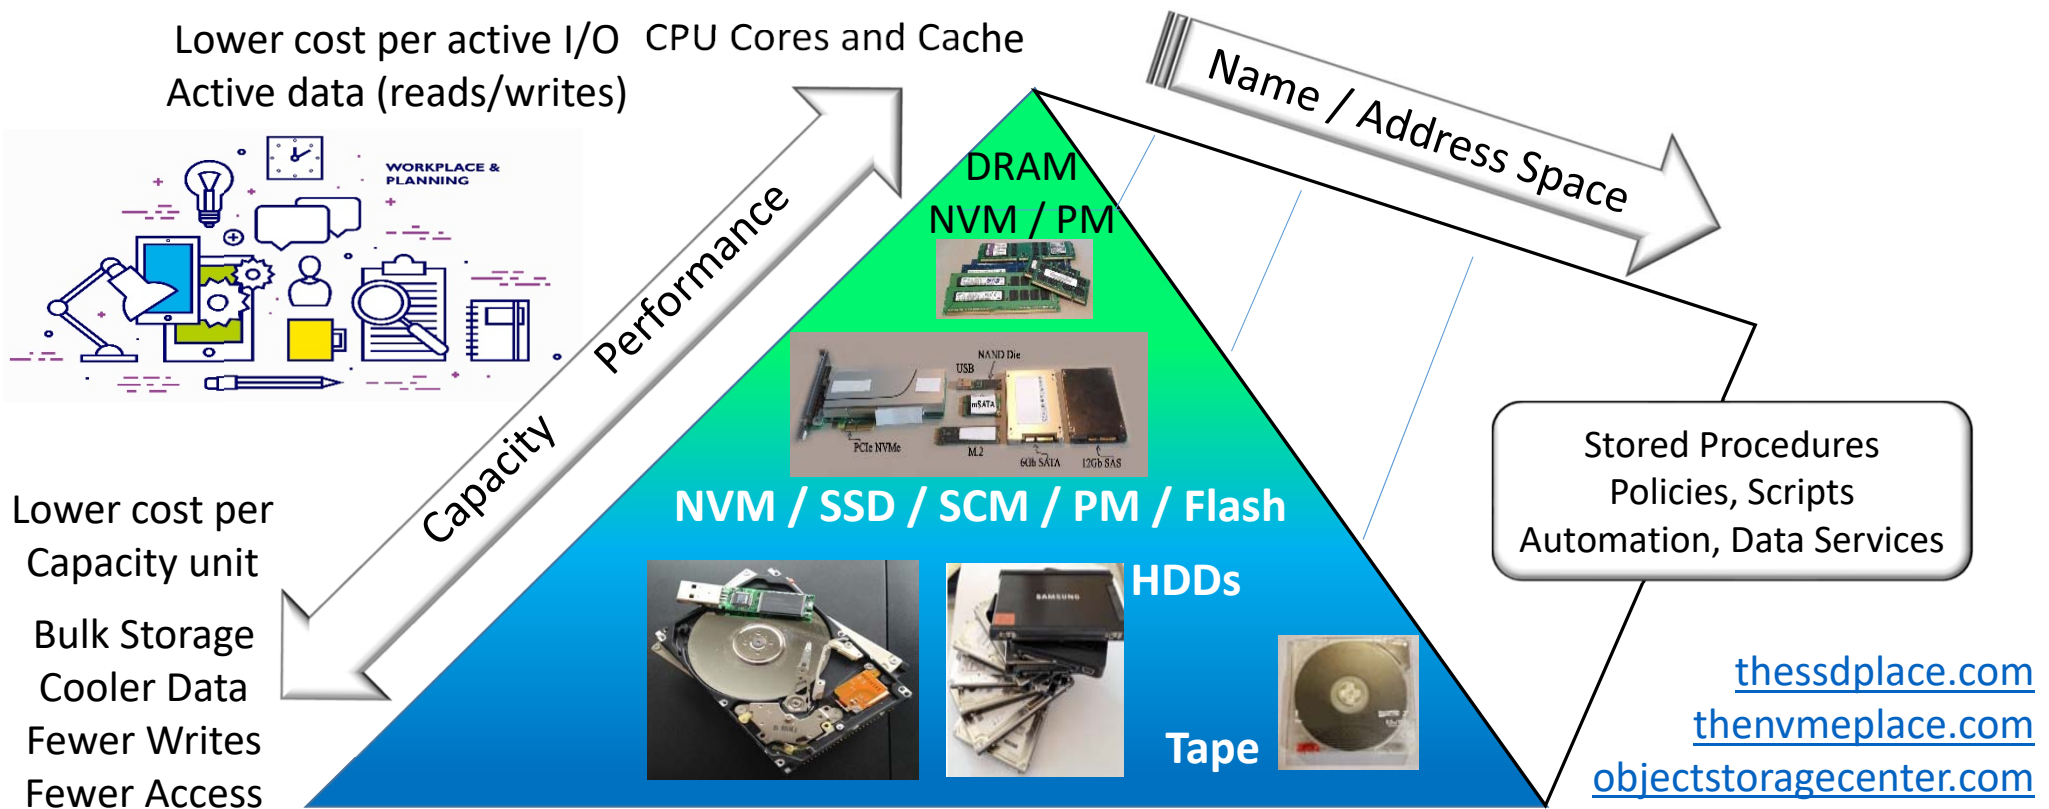 Lower cost per active I/O
Active data (reads/writes)
CPU Cores and Cache
Name / Address Space
WORKPLACE &
PLANNING
Performance
Capacity
DRAM
NVM / PM
NAND Die
USB
mSATA
PCIe NVMe
M.2
6Gb SATA
12Gb SAS
NVM / SSD / SCM / PM / Flash
HDDs
SAMSUNG
Tape
Lower cost per
Capacity unit
Bulk Storage
Cooler Data
Fewer Writes
Fewer Access
Stored Procedures
Policies, Scripts
Automation, Data Services
thessdplace.com
thenvmeplace.com
objectstoragecenter.com